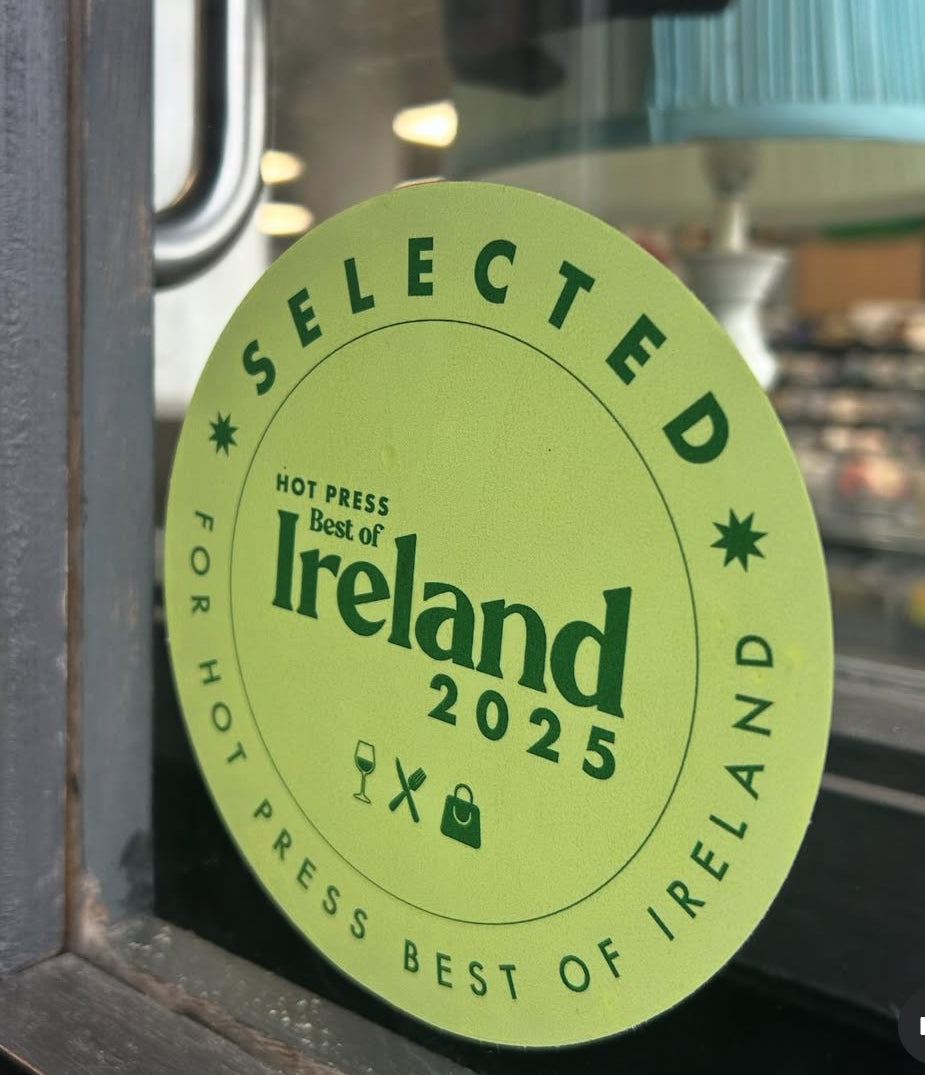 SELECTED
HOT PRESS
Best of
Ireland
2025
FOR HOT PRESS BEST OF IRELAND